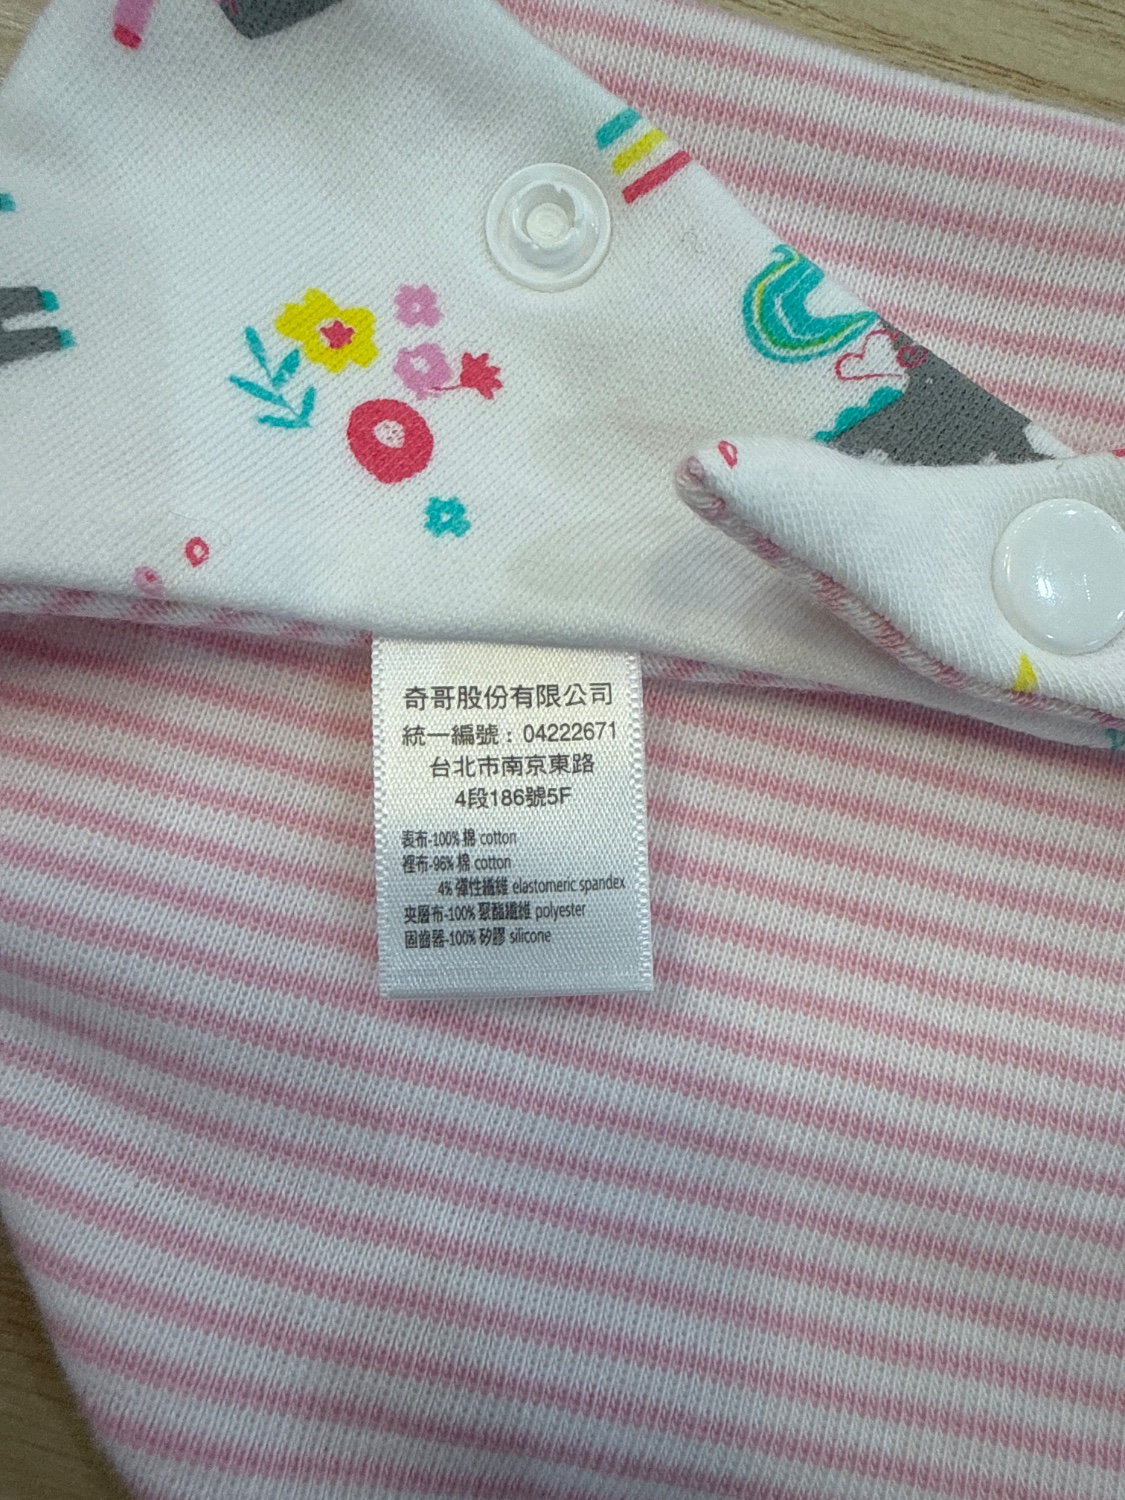 奇哥股份有限公司
統一編號：04222671
台北市南京東路
4段186號5F
表布-100% 棉 cotton
裡布-96% 棉 cotton
4% 彈性纖維 elastomeric spandex
夾層布-100% 聚酯纖維 polyester
固齒器-100% 矽膠 silicone